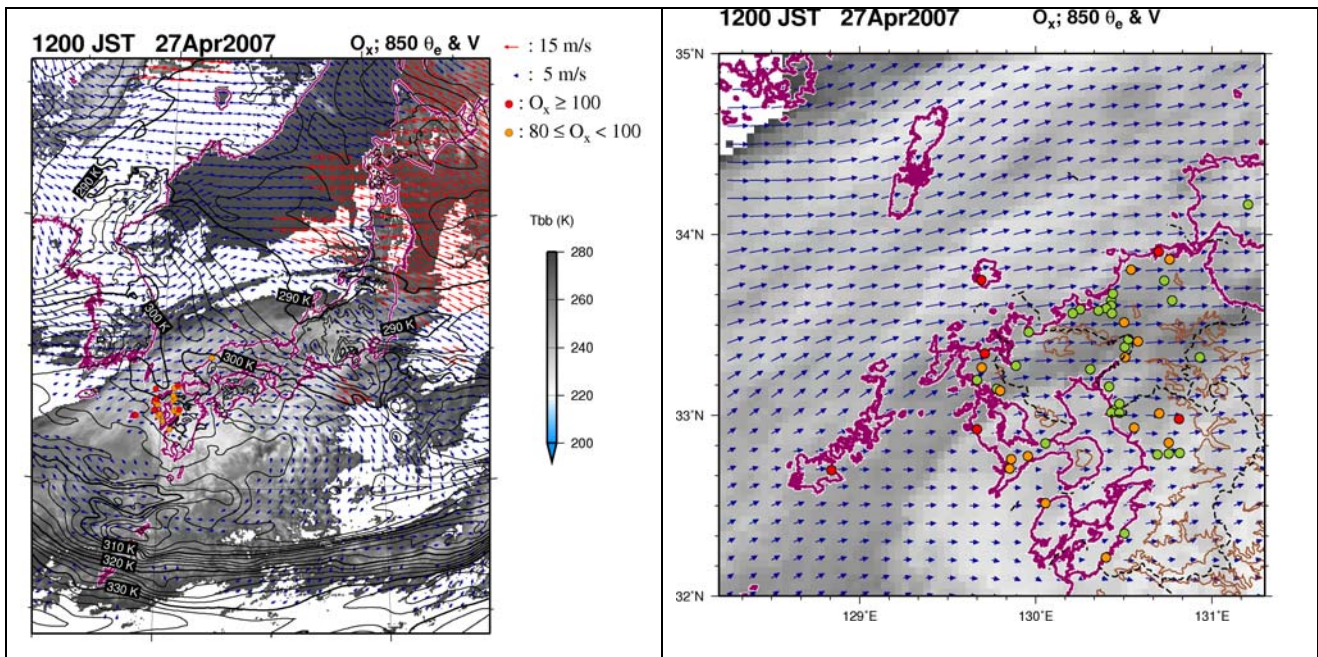 1200 JST 27Apr2007 Oₓ; 850 θₑ & V
: 15 m/s
: 5 m/s
: Oₓ ≥ 100
: 80 ≤ Oₓ < 100
290 K
300 K
290 K
290 K
300 K
310 K
320 K
330 K
Tbb (K)
280
260
240
220
200
1200 JST 27Apr2007 Oₓ; 850 θₑ & V
35˚N
34˚N
33˚N
32˚N
129˚E
130˚E
131˚E